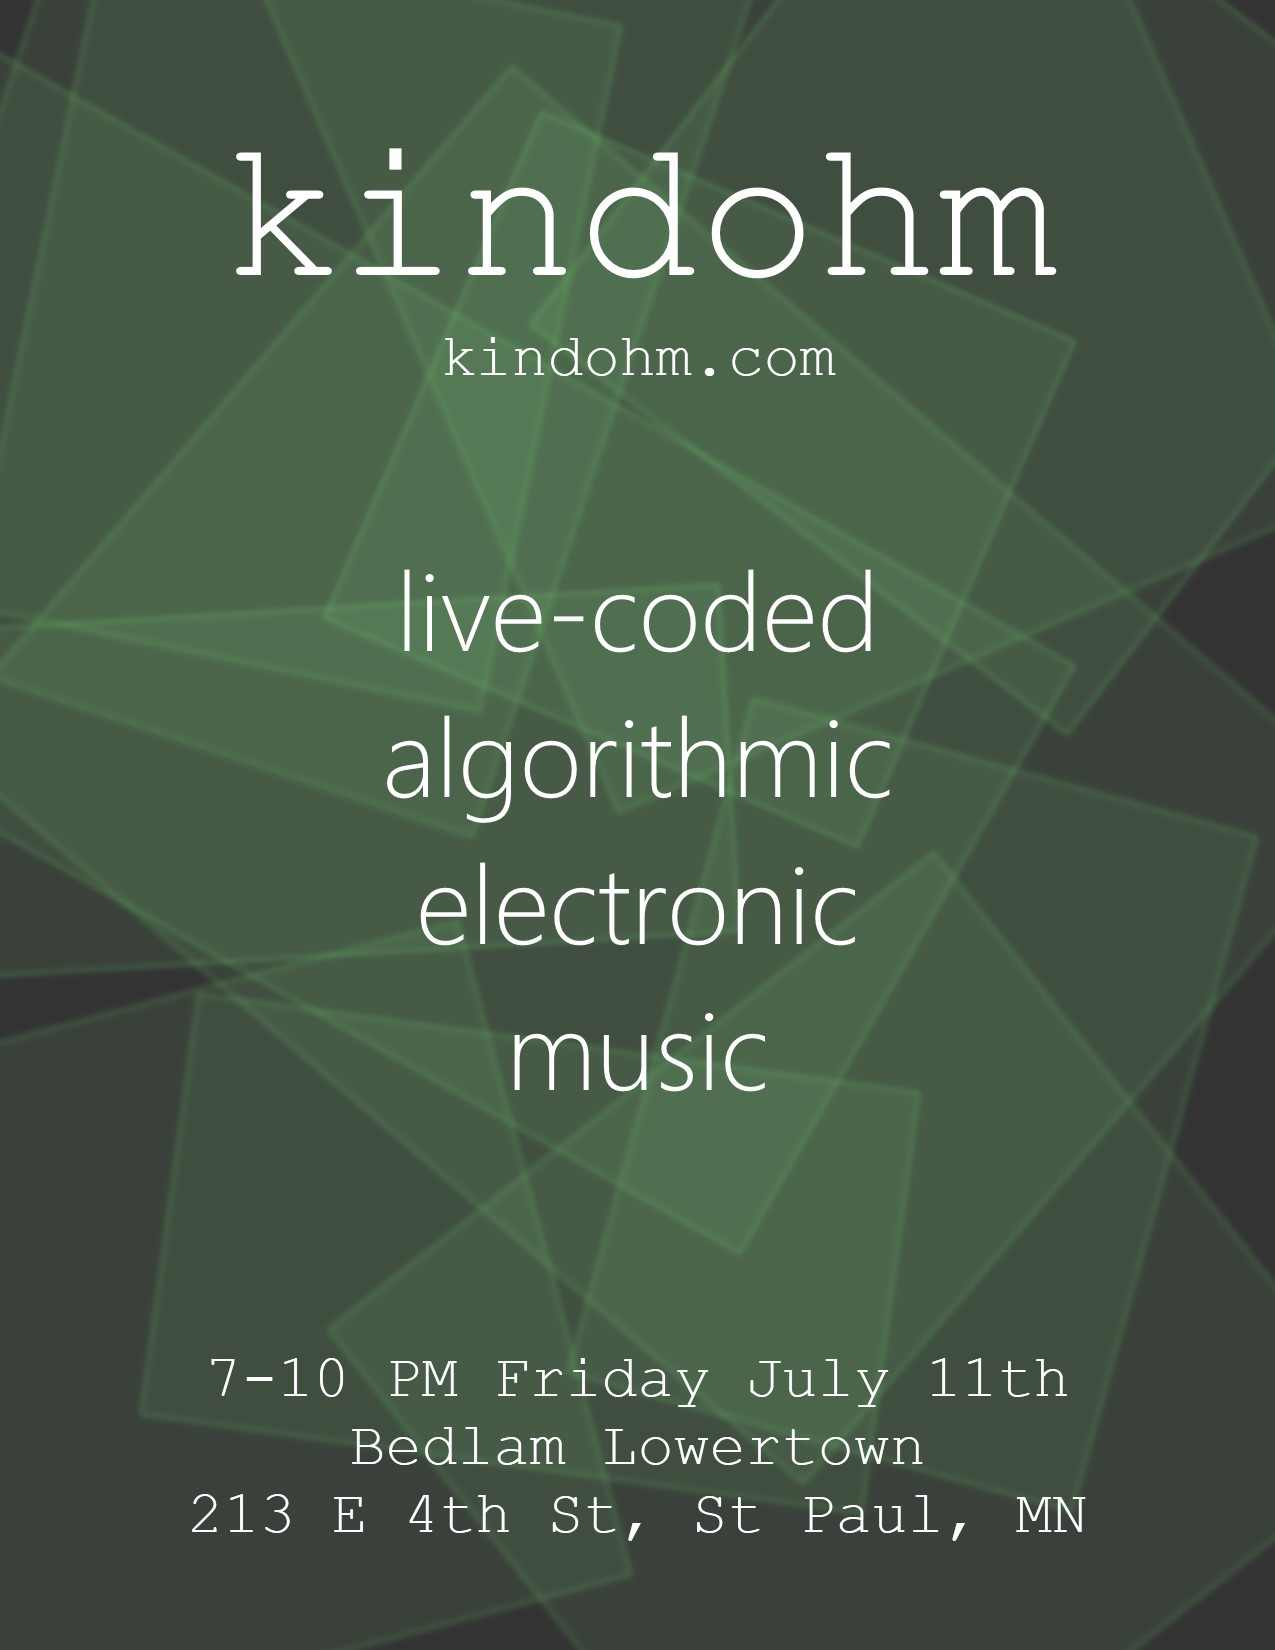 kindohm
kindohm.com
live-coded
algorithmic
electronic
music
7-10 PM Friday July 11th
Bedlam Lowertown
213 E 4th St, St Paul, MN